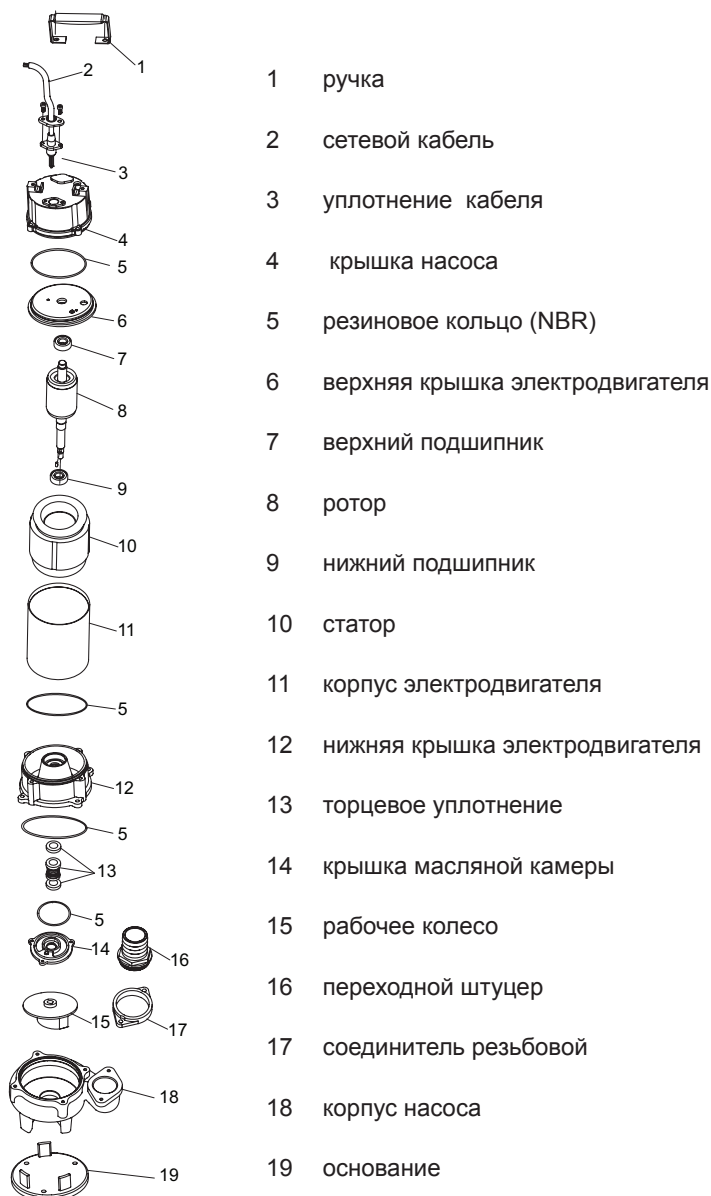 1
2
3
4
5
6
7
8
9
10
11
5
12
5
13
5
14
16
15
17
18
19
1 ручка
2 сетевой кабель
3 уплотнение кабеля
4 крышка насоса
5 резиновое кольцо (NBR)
6 верхняя крышка электродвигателя
7 верхний подшипник
8 ротор
9 нижний подшипник
10 статор
11 корпус электродвигателя
12 нижняя крышка электродвигателя
13 торцевое уплотнение
14 крышка масляной камеры
15 рабочее колесо
16 переходной штуцер
17 соединитель резьбовой
18 корпус насоса
19 основание